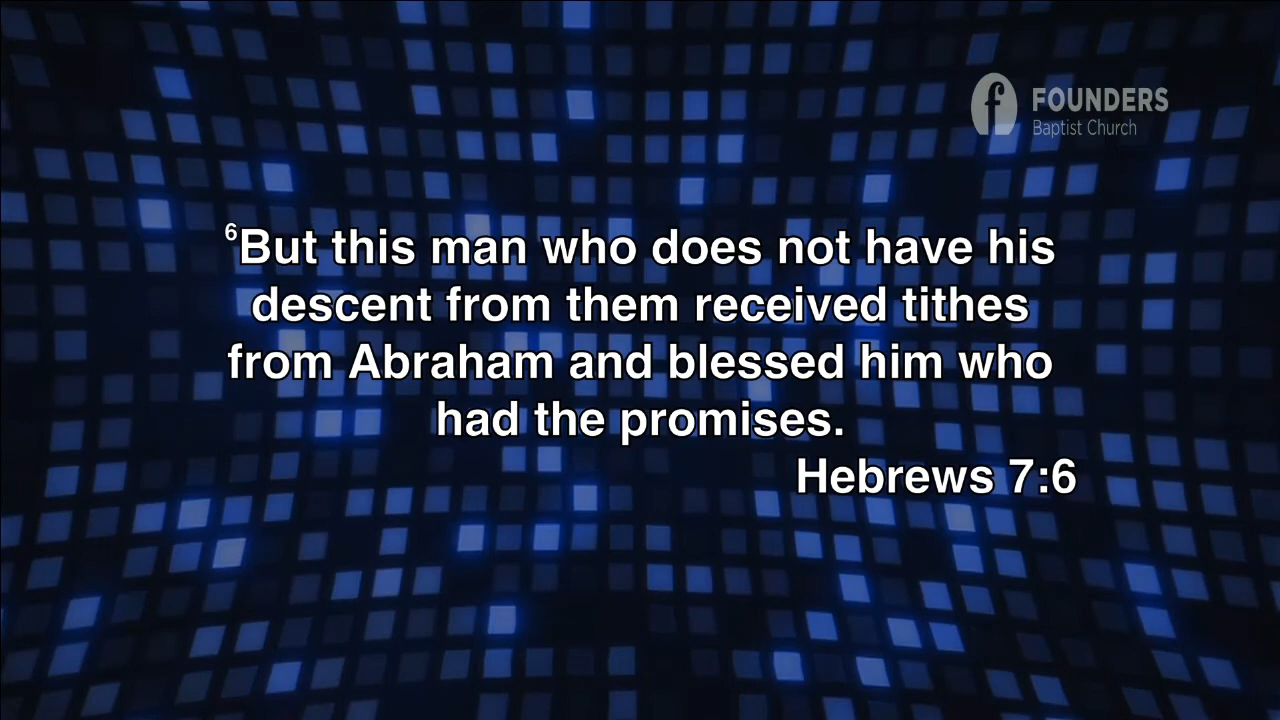 f FOUNDERS
Baptist Church
⁶But this man who does not have his
descent from them received tithes
from Abraham and blessed him who
had the promises.
Hebrews 7:6